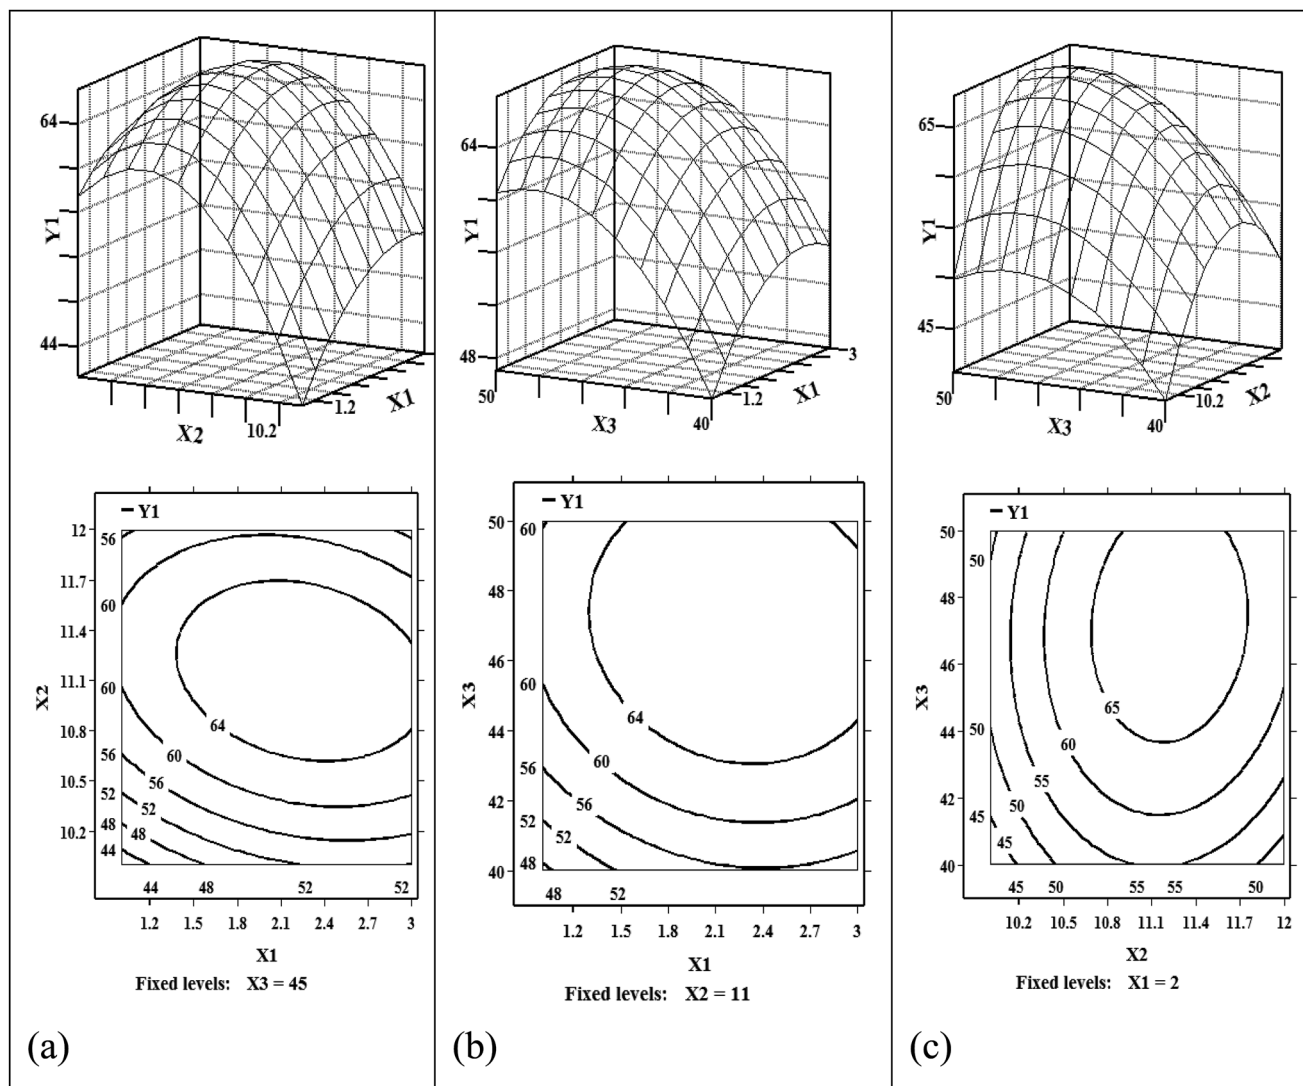 64
Y1
44
X2
10.2
1.2
X1
64
Y1
48
50
X3
40
1.2
X1
3
65
Y1
45
50
X3
40
10.2
X2
Y1
12
11.7
11.4
11.1
10.8
10.5
10.2
X2
56
60
60
56
52
48
44
64
60
56
52
48
44 48 52 52
1.2 1.5 1.8 2.1 2.4 2.7 3
X1
Fixed levels: X3 = 45
Y1
50
48
46
44
42
40
X3
60
60
56
52
48
64
60
56
52
48 52
1.2 1.5 1.8 2.1 2.4 2.7 3
X1
Fixed levels: X2 = 11
Y1
50
48
46
44
42
40
X3
50
50
45
65
60
55
50
45
45 50 55 55 50
10.2 10.5 10.8 11.1 11.4 11.7 12
X2
Fixed levels: X1 = 2
(a)
(b)
(c)